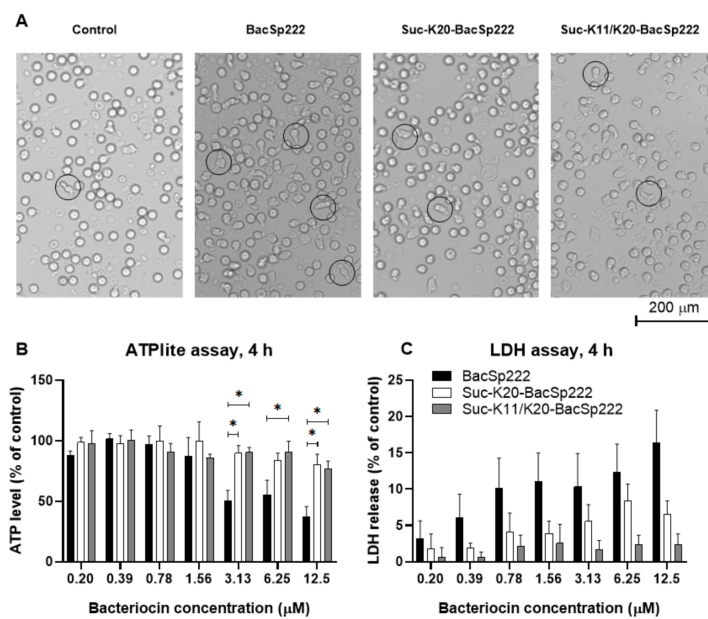 A
Control BacSp222 Suc-K20-BacSp222 Suc-K11/K20-BacSp222
200 μm
B ATPlite assay, 4 h
ATP level (% of control)
150
100
50
0
* * * * *
0.20 0.39 0.78 1.56 3.13 6.25 12.5
Bacteriocin concentration (μM)
C LDH assay, 4 h
BacSp222
Suc-K20-BacSp222
Suc-K11/K20-BacSp222
LDH release (% of control)
25
20
15
10
5
0
0.20 0.39 0.78 1.56 3.13 6.25 12.5
Bacteriocin concentration (μM)